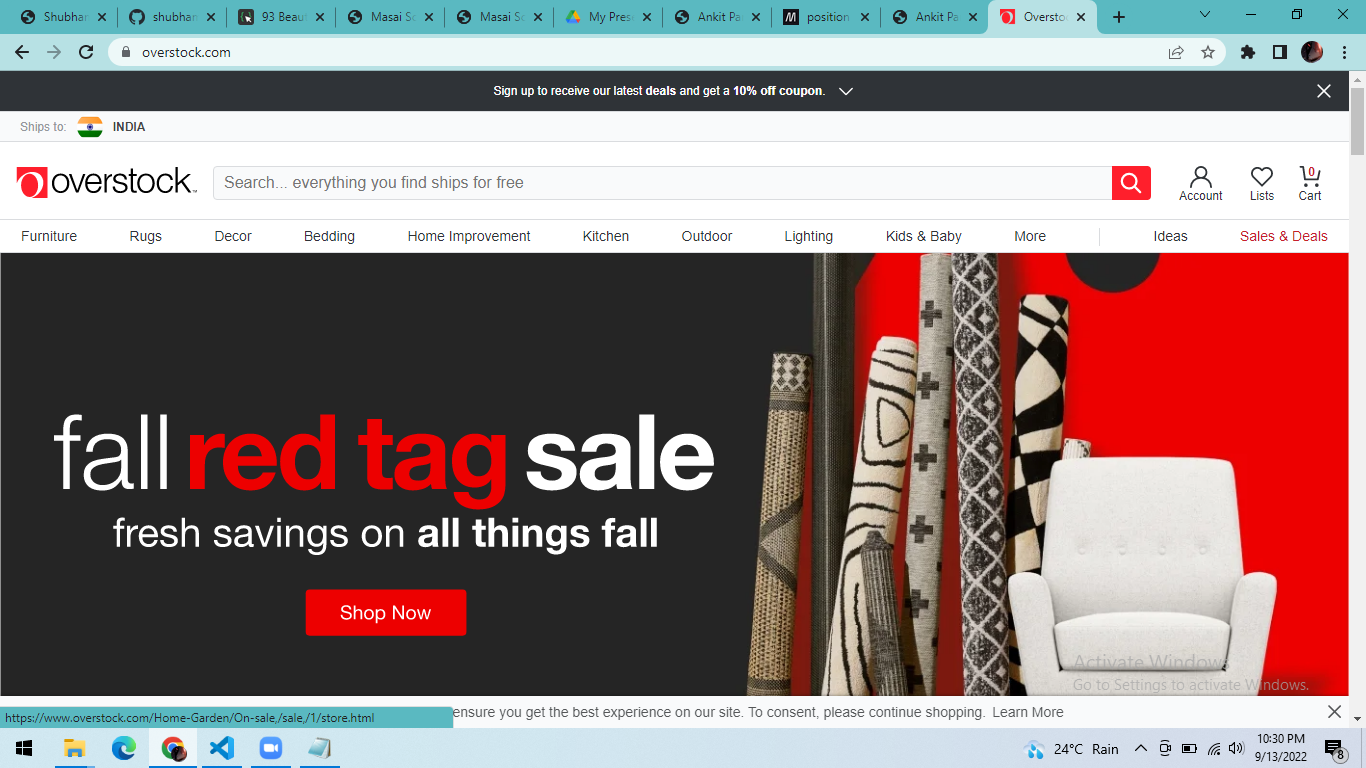 Shubhan
shubhan
93 Beaut
Masai Sc
Masai Sc
My Pres
Ankit Pa
position
Ankit Pa
Overstoc
overstock.com
Sign up to receive our latest deals and get a 10% off coupon.
Ships to: INDIA
overstock™
Search... everything you find ships for free
Account
Lists
0
Cart
Furniture Rugs Decor Bedding Home Improvement Kitchen Outdoor Lighting Kids & Baby More Ideas Sales & Deals
fall red tag sale
fresh savings on all things fall
Shop Now
Activate Windows
Go to Settings to activate Windows.
ensure you get the best experience on our site. To consent, please continue shopping. Learn More
https://www.overstock.com/Home-Garden/On-sale,/sale,/1/store.html
24°C Rain
10:30 PM
9/13/2022
8